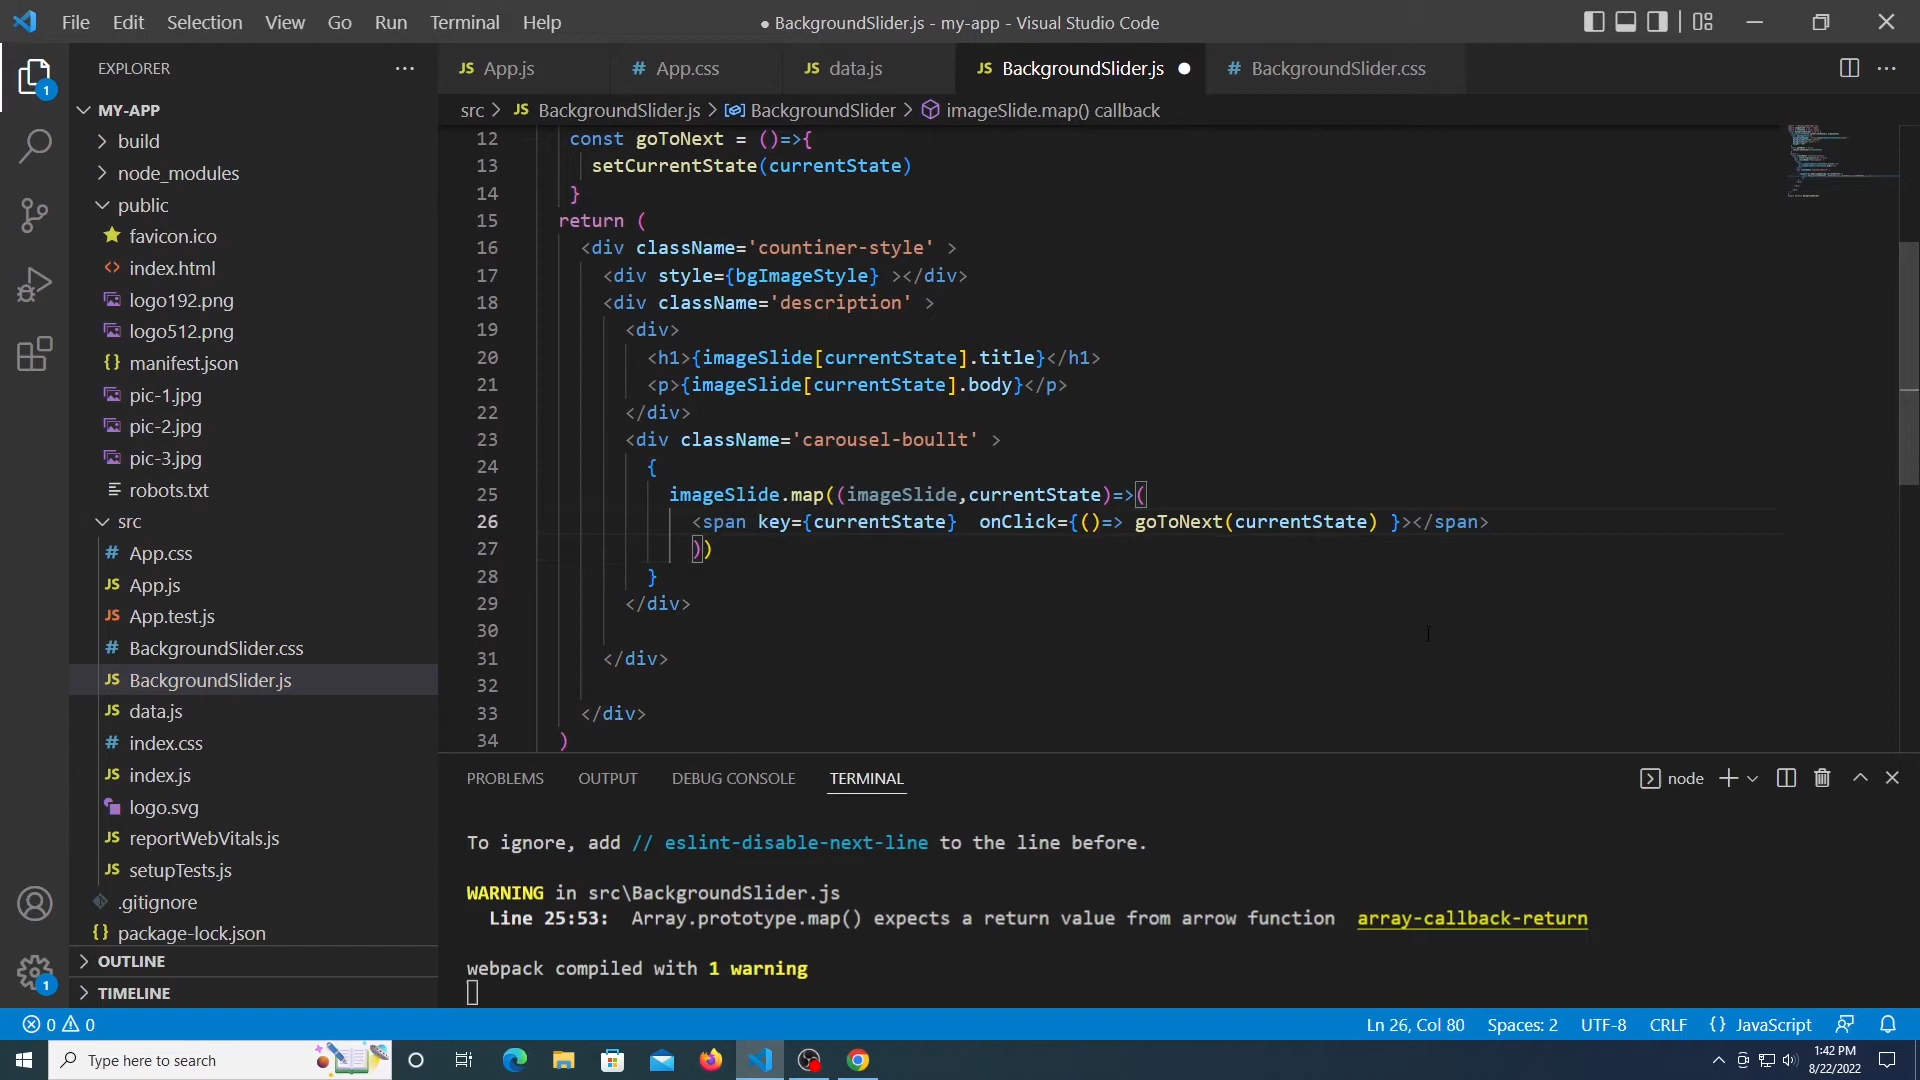 File Edit Selection View Go Run Terminal Help
● BackgroundSlider.js - my-app - Visual Studio Code
EXPLORER
MY-APP
build
node_modules
public
favicon.ico
index.html
logo192.png
logo512.png
manifest.json
pic-1.jpg
pic-2.jpg
pic-3.jpg
robots.txt
src
App.css
App.js
App.test.js
BackgroundSlider.css
BackgroundSlider.js
data.js
index.css
index.js
logo.svg
reportWebVitals.js
setupTests.js
.gitignore
package-lock.json
OUTLINE
TIMELINE
JS App.js # App.css JS data.js JS BackgroundSlider.js ● # BackgroundSlider.css
src > JS BackgroundSlider.js > BackgroundSlider > imageSlide.map() callback
12 const goToNext = ()=>{
13 setCurrentState(currentState)
14 }
15 return (
16 <div className='countiner-style' >
17 <div style={bgImageStyle} ></div>
18 <div className='description' >
19 <div>
20 <h1>{imageSlide[currentState].title}</h1>
21 <p>{imageSlide[currentState].body}</p>
22 </div>
23 <div className='carousel-boullt' >
24 {
25 imageSlide.map((imageSlide,currentState)=>(
26 <span key={currentState}  onClick={()=> goToNext(currentState) }></span>
27 ))
28 }
29 </div>
30
31 </div>
32
33 </div>
34 )
PROBLEMS OUTPUT DEBUG CONSOLE TERMINAL
node
To ignore, add // eslint-disable-next-line to the line before.
WARNING in src\BackgroundSlider.js
Line 25:53:  Array.prototype.map() expects a return value from arrow function  array-callback-return
webpack compiled with 1 warning
0 0 Ln 26, Col 80 Spaces: 2 UTF-8 CRLF {} JavaScript
Type here to search
1:42 PM
8/22/2022